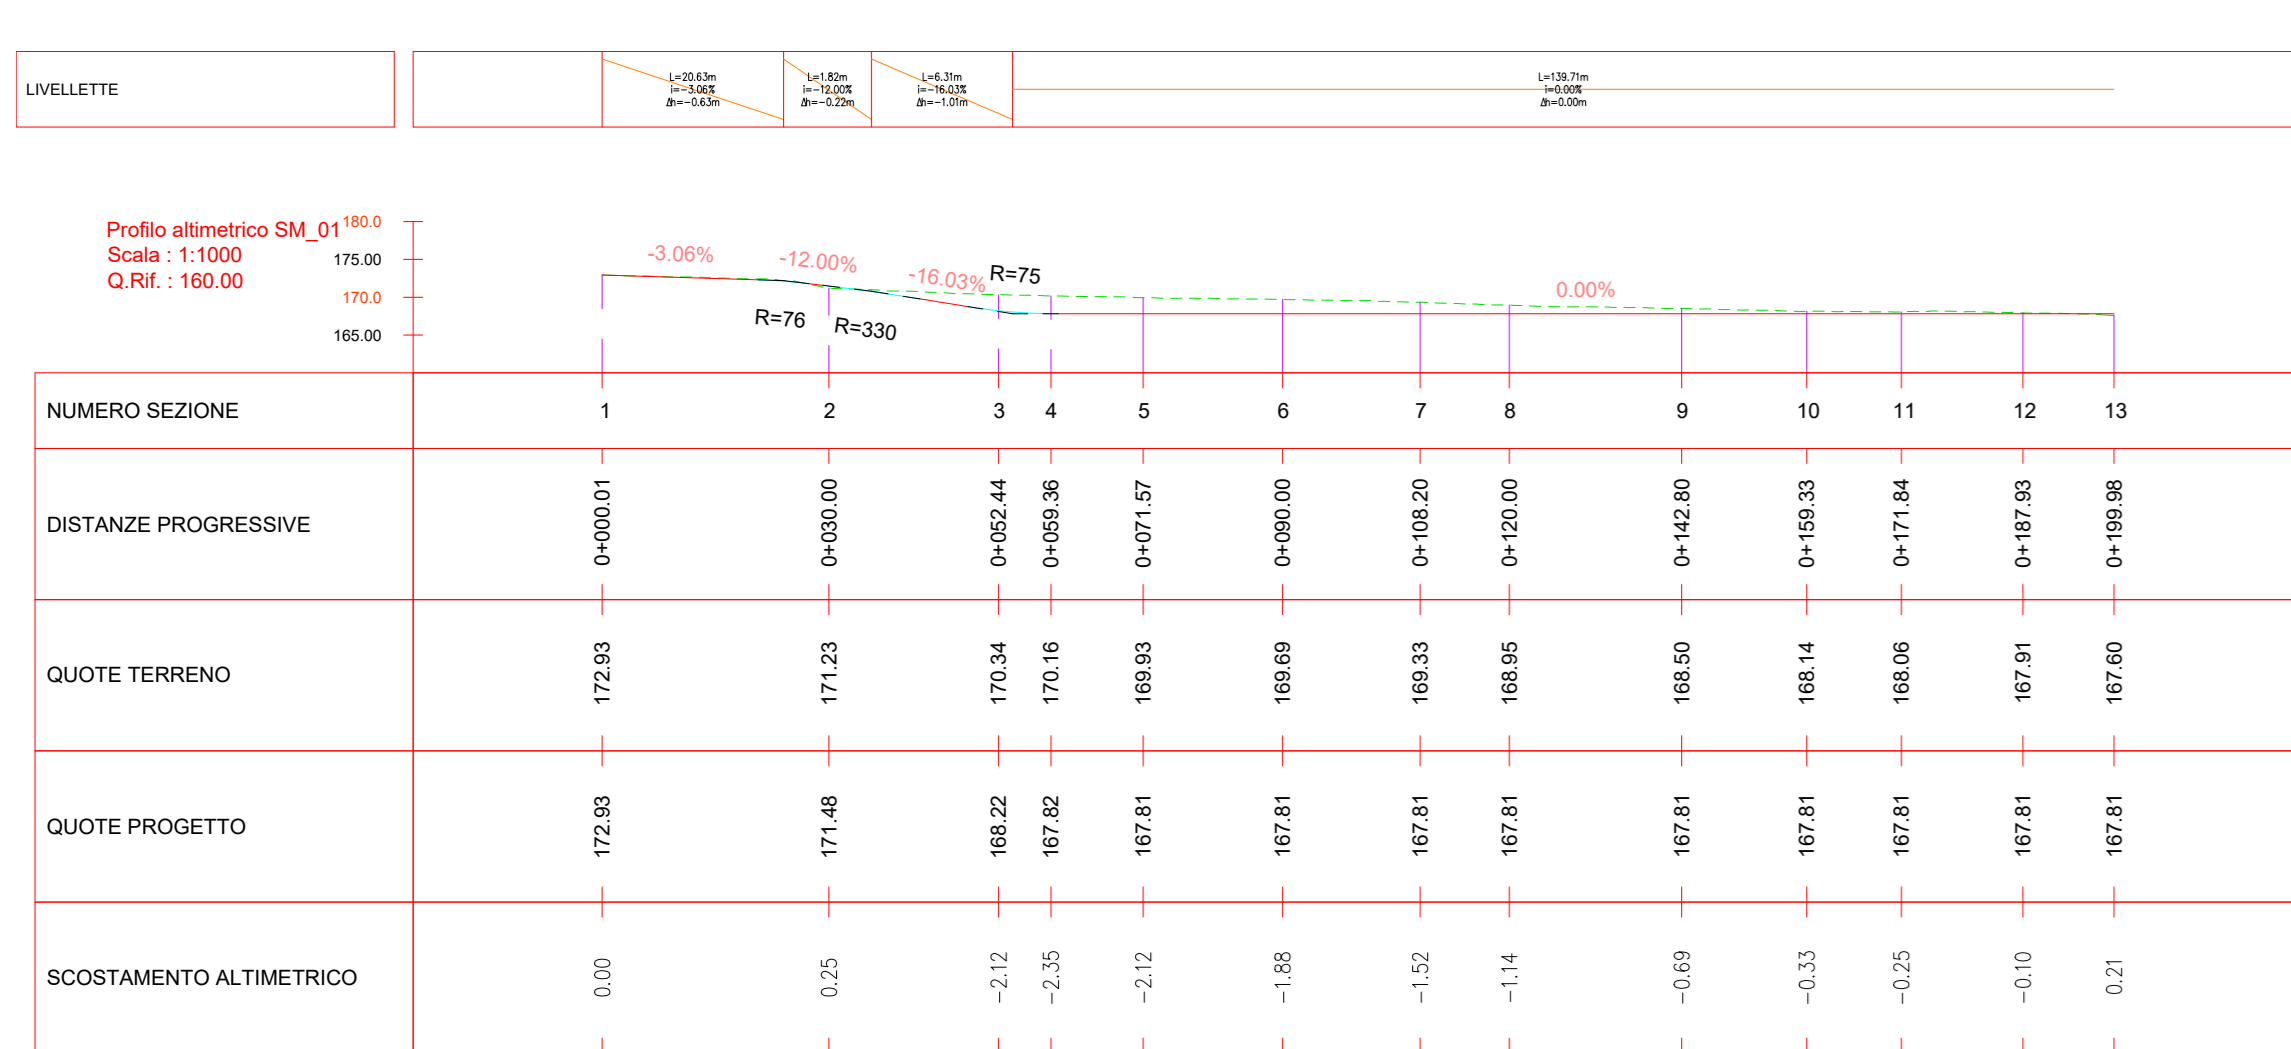 LIVELLETTE
L=20.63m
i=-3.06%
Δh=-0.63m
L=1.82m
i=-12.00%
Δh=-0.22m
L=6.31m
i=-16.03%
Δh=-1.01m
L=139.71m
i=0.00%
Δh=0.00m
Profilo altimetrico SM_01
Scala : 1:1000
Q.Rif. : 160.00
180.0
175.00
170.0
165.00
-3.06%
-12.00%
-16.03%
R=75
0.00%
R=76
R=330
NUMERO SEZIONE 1 2 3 4 5 6 7 8 9 10 11 12 13
DISTANZE PROGRESSIVE 0+000.01 0+030.00 0+052.44 0+059.36 0+071.57 0+090.00 0+108.20 0+120.00 0+142.80 0+159.33 0+171.84 0+187.93 0+199.98
QUOTE TERRENO 172.93 171.23 170.34 170.16 169.93 169.69 169.33 168.95 168.50 168.14 168.06 167.91 167.60
QUOTE PROGETTO 172.93 171.48 168.22 167.82 167.81 167.81 167.81 167.81 167.81 167.81 167.81 167.81 167.81
SCOSTAMENTO ALTIMETRICO 0.00 0.25 -2.12 -2.35 -2.12 -1.88 -1.52 -1.14 -0.69 -0.33 -0.25 -0.10 0.21